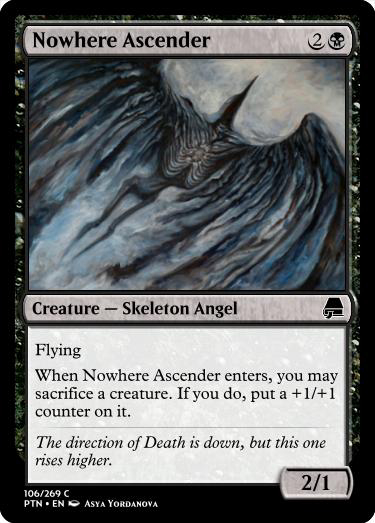 Nowhere Ascender 2
Creature — Skeleton Angel
Flying
When Nowhere Ascender enters, you may
sacrifice a creature. If you do, put a +1/+1
counter on it.
The direction of Death is down, but this one
rises higher.
2/1
106/269 C
PTN • EN Asya Yordanova